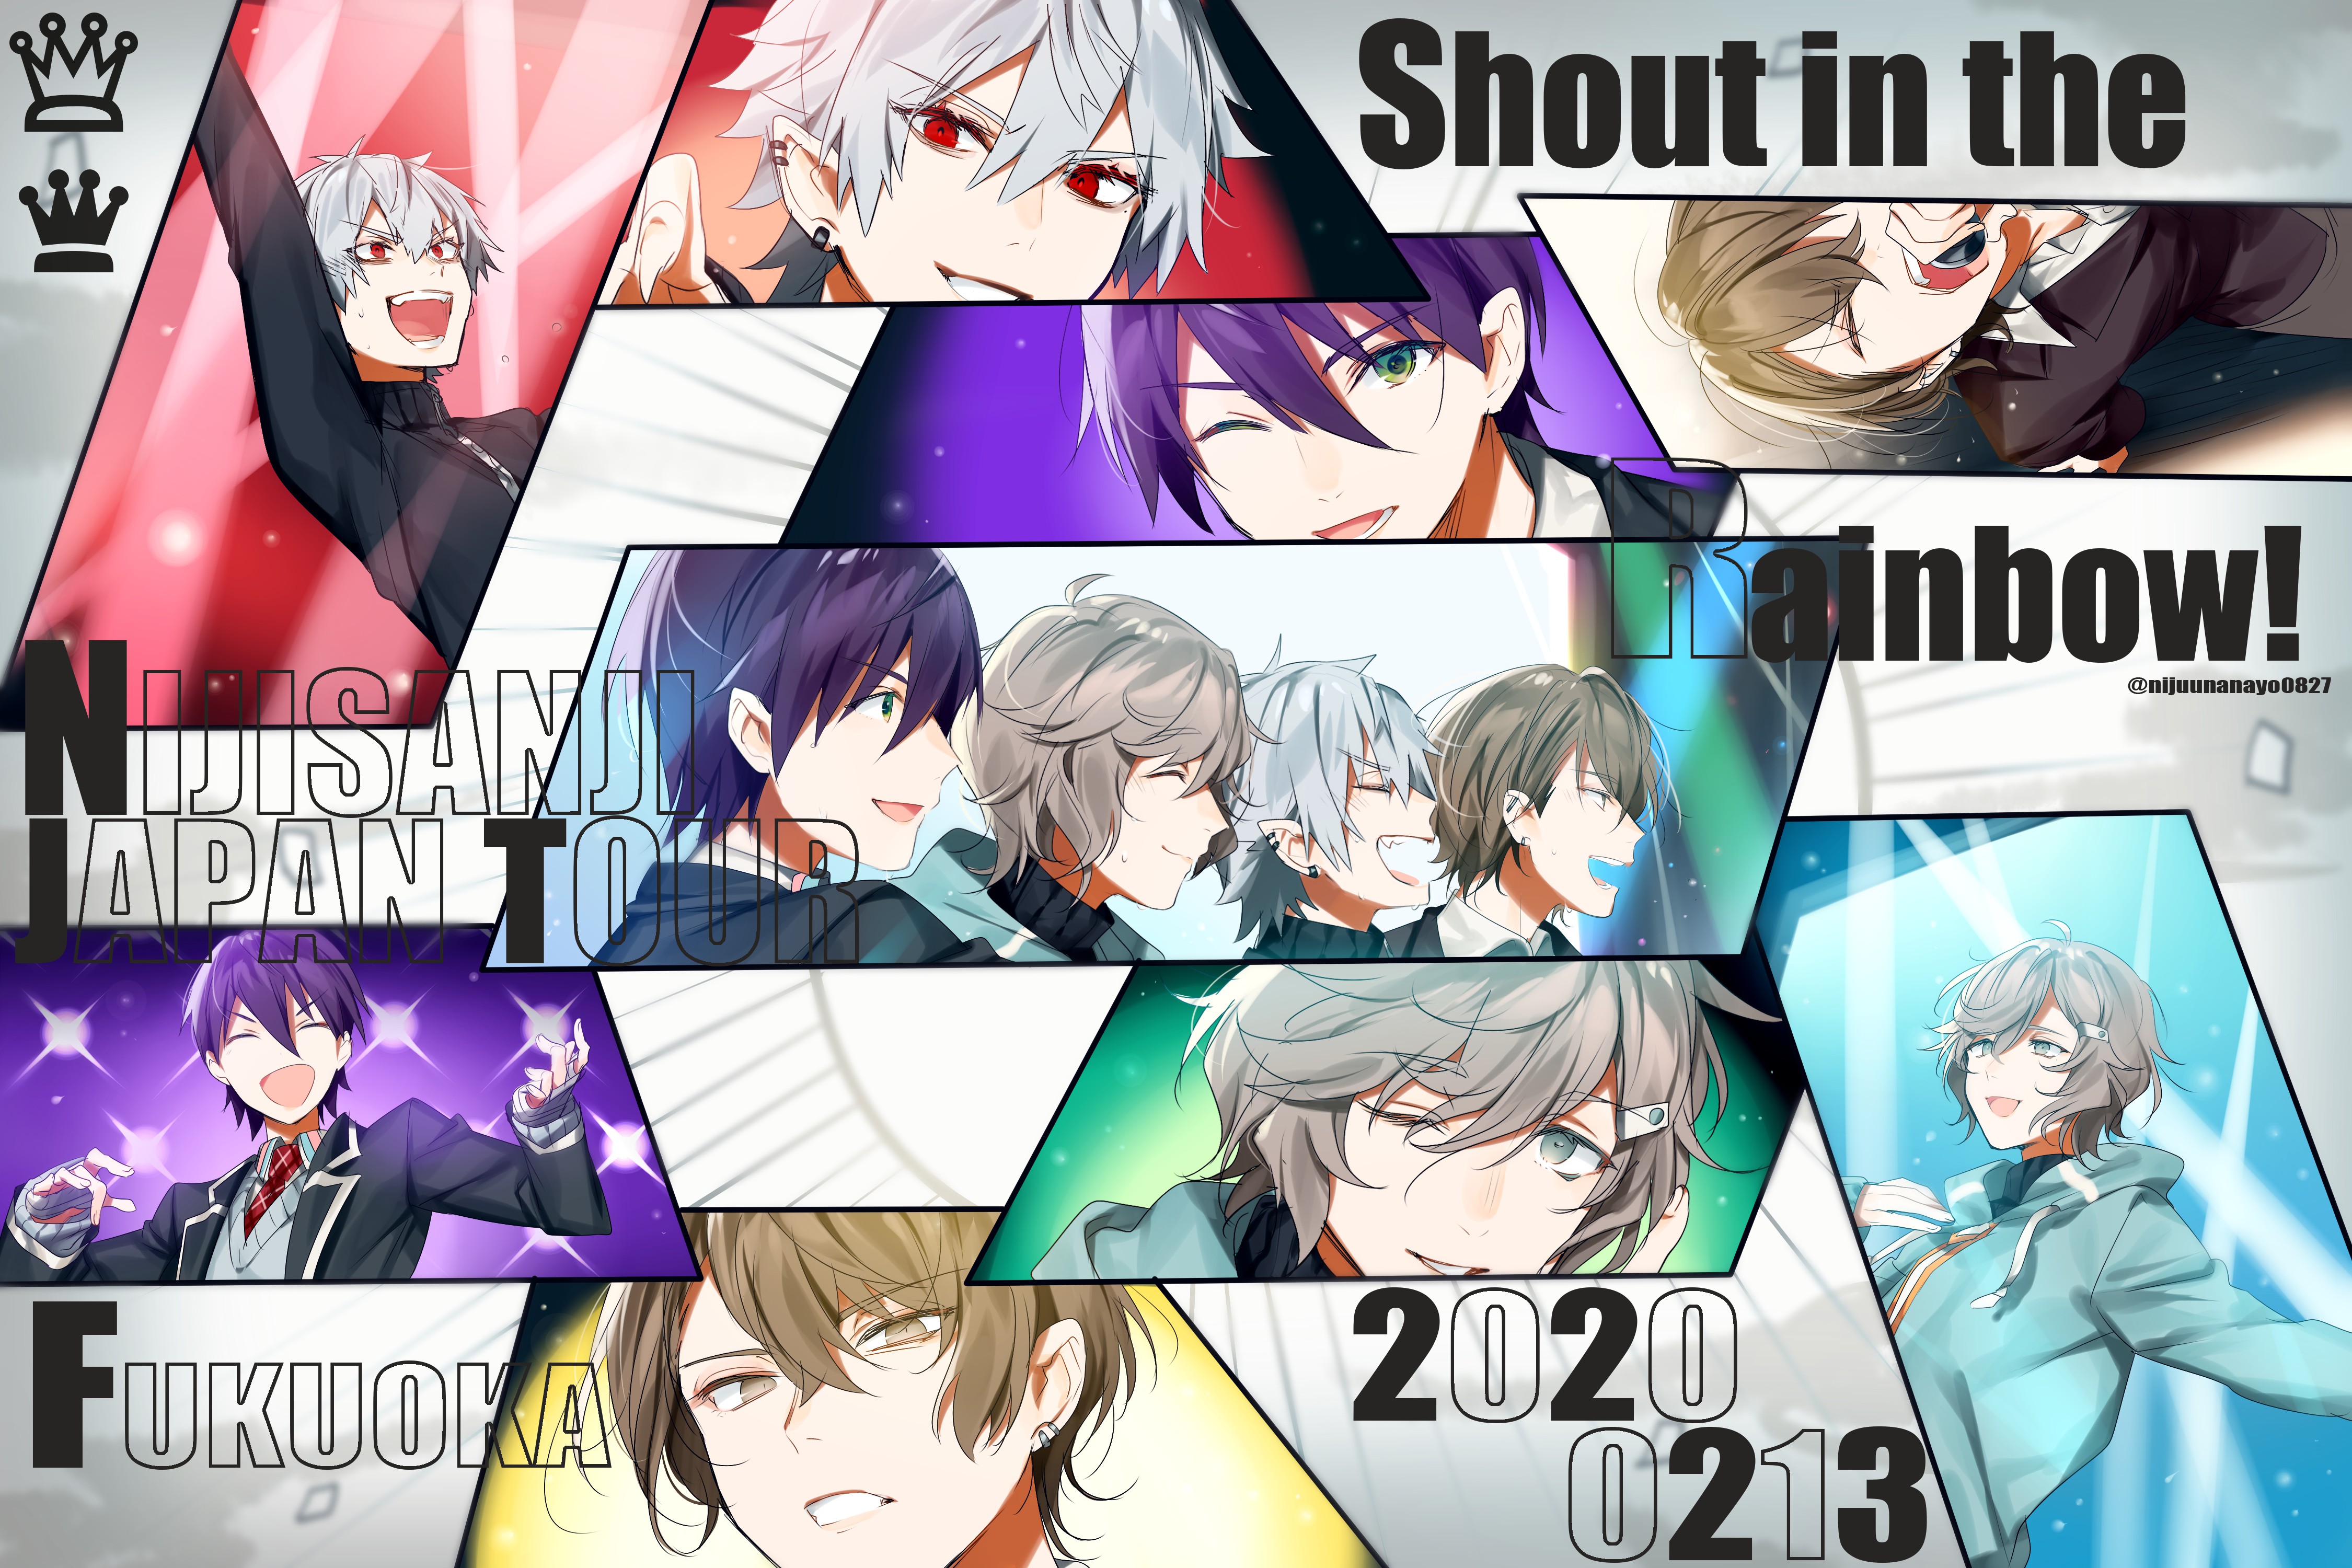 Shout in the
Rainbow!
@nijuunanayo0827
NIJISANJI
JAPAN TOUR
FUKUOKA
2020
0213